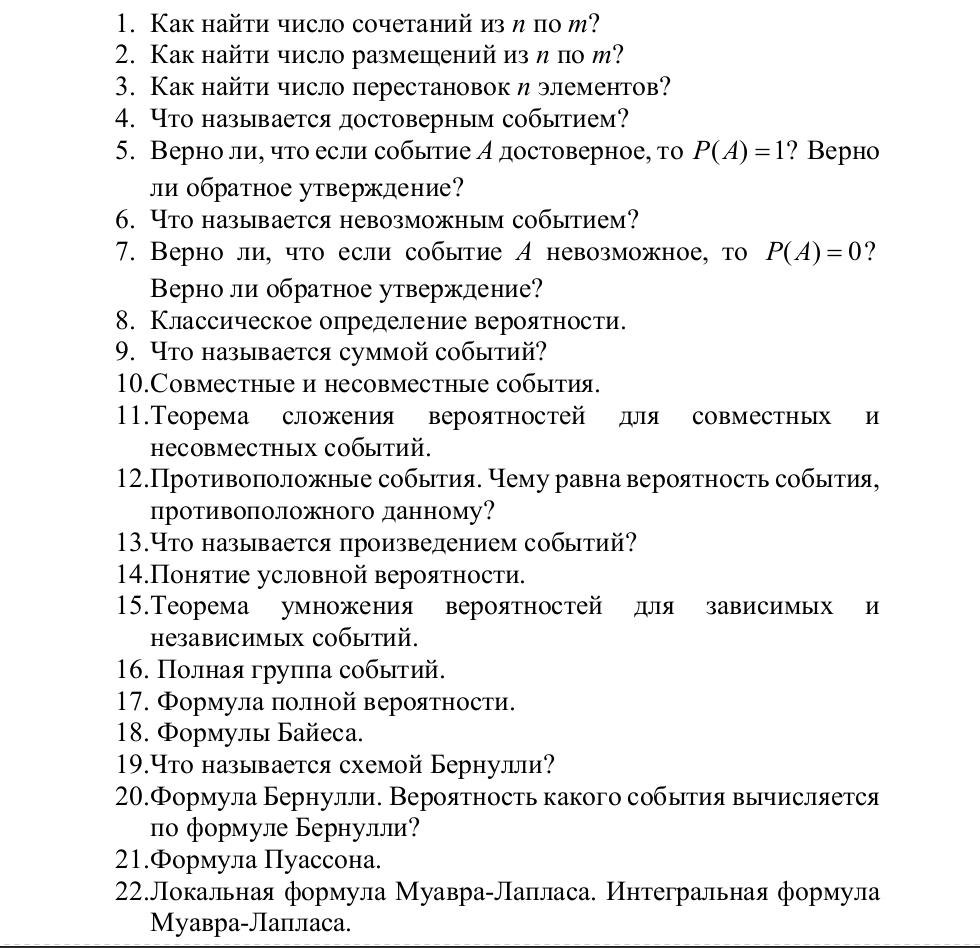 1. Как найти число сочетаний из n по m?
2. Как найти число размещений из n по m?
3. Как найти число перестановок n элементов?
4. Что называется достоверным событием?
5. Верно ли, что если событие A достоверное, то P(A) = 1? Верно
ли обратное утверждение?
6. Что называется невозможным событием?
7. Верно ли, что если событие A невозможное, то P(A) = 0?
Верно ли обратное утверждение?
8. Классическое определение вероятности.
9. Что называется суммой событий?
10.Совместные и несовместные события.
11.Теорема сложения вероятностей для совместных и
несовместных событий.
12.Противоположные события. Чему равна вероятность события,
противоположного данному?
13.Что называется произведением событий?
14.Понятие условной вероятности.
15.Теорема умножения вероятностей для зависимых и
независимых событий.
16. Полная группа событий.
17. Формула полной вероятности.
18. Формулы Байеса.
19.Что называется схемой Бернулли?
20.Формула Бернулли. Вероятность какого события вычисляется
по формуле Бернулли?
21.Формула Пуассона.
22.Локальная формула Муавра-Лапласа. Интегральная формула
Муавра-Лапласа.